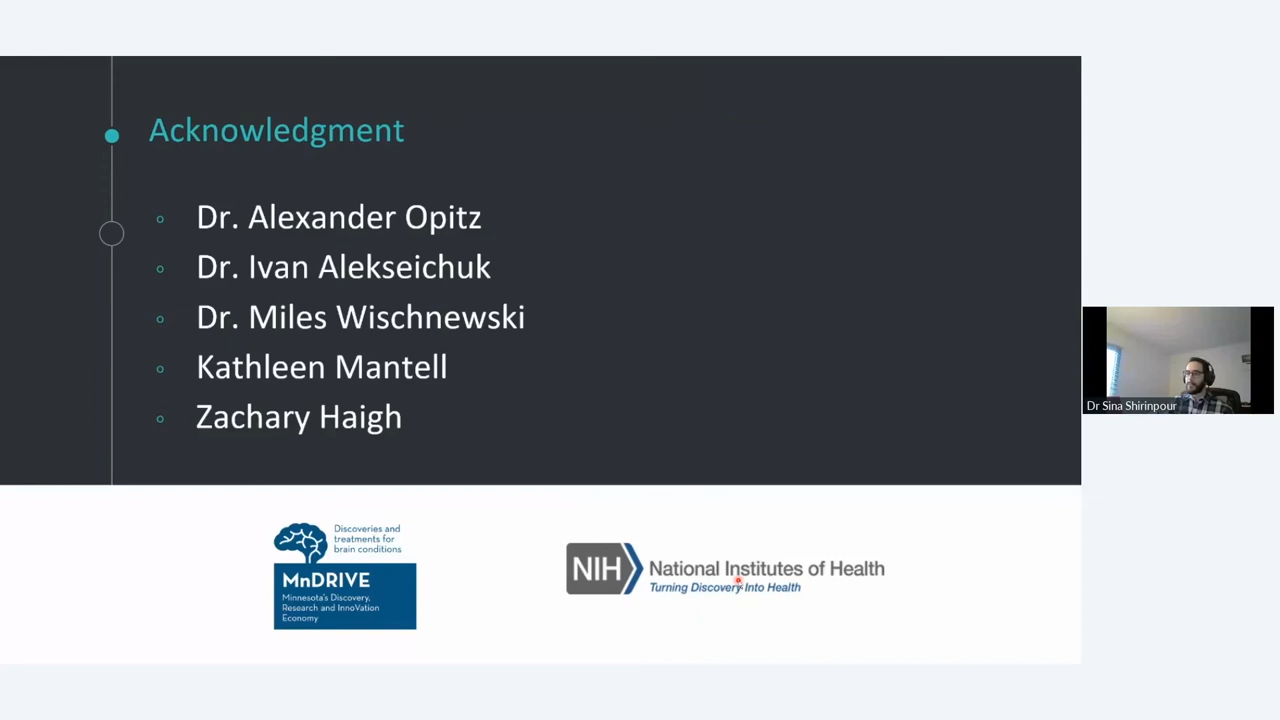 Acknowledgment
Dr. Alexander Opitz
Dr. Ivan Alekseichuk
Dr. Miles Wischnewski
Kathleen Mantell
Zachary Haigh
Dr Sina Shirinpour
Discoveries and
treatments for
brain conditions
MnDRIVE
Minnesota's Discovery,
Research and InnoVation
Economy
NIH National Institutes of Health
Turning Discovery Into Health